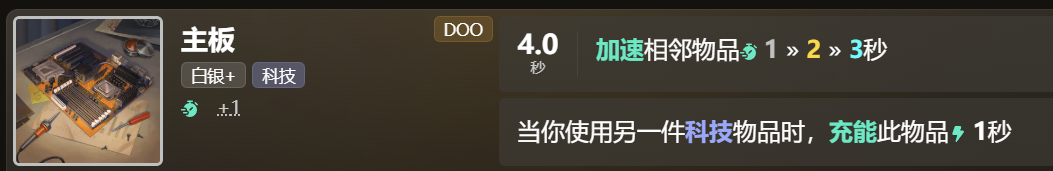 主板
DOO
白银+ 科技
+1
4.0
秒
加速相邻物品 1 » 2 » 3秒
当你使用另一件科技物品时，充能此物品 1秒